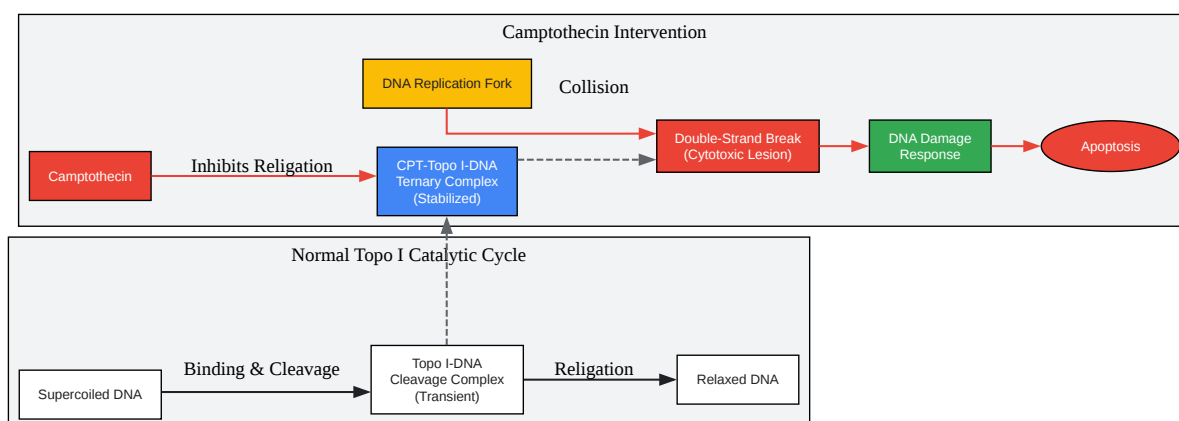 Camptothecin Intervention
DNA Replication Fork
Collision
Double-Strand Break
(Cytotoxic Lesion)
DNA Damage
Response
Apoptosis
Camptothecin
Inhibits Religation
CPT-Topo I-DNA
Ternary Complex
(Stabilized)
Normal Topo I Catalytic Cycle
Supercoiled DNA
Binding & Cleavage
Topo I-DNA
Cleavage Complex
(Transient)
Religation
Relaxed DNA